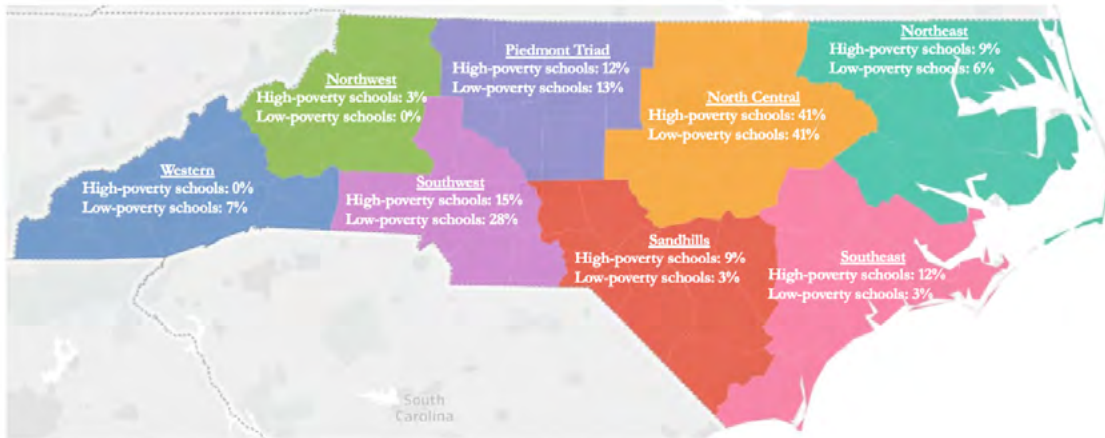 Northeast
High-poverty schools: 9%
Low-poverty schools: 6%
Piedmont Triad
High-poverty schools: 12%
Low-poverty schools: 13%
Northwest
High-poverty schools: 3%
Low-poverty schools: 0%
North Central
High-poverty schools: 41%
Low-poverty schools: 41%
Western
High-poverty schools: 0%
Low-poverty schools: 7%
Southwest
High-poverty schools: 15%
Low-poverty schools: 28%
Sandhills
High-poverty schools: 9%
Low-poverty schools: 3%
Southeast
High-poverty schools: 12%
Low-poverty schools: 3%
South
Carolina